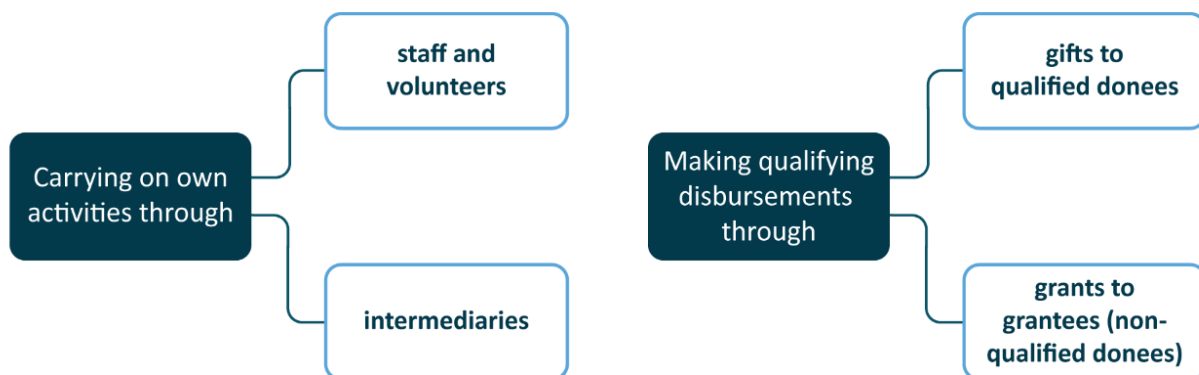 staff and
volunteers
Carrying on own
activities through
intermediaries
gifts to
qualified donees
Making qualifying
disbursements
through
grants to
grantees (non-
qualified donees)